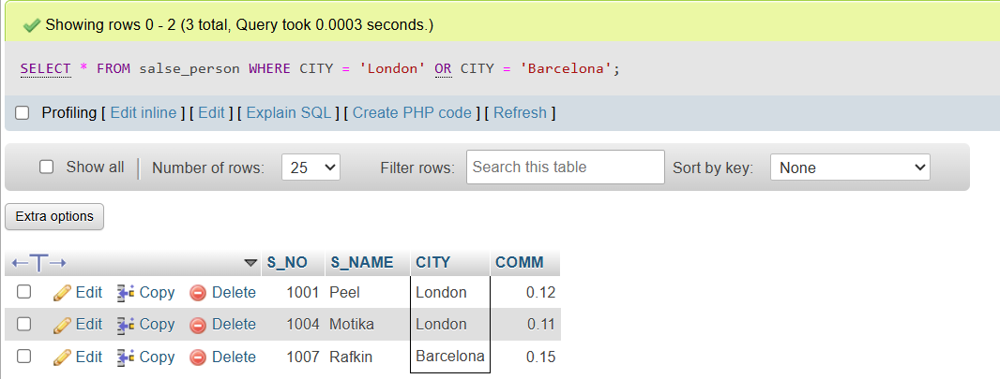 Showing rows 0 - 2 (3 total, Query took 0.0003 seconds.)
SELECT * FROM salse_person WHERE CITY = 'London' OR CITY = 'Barcelona';
Profiling [ Edit inline ] [ Edit ] [ Explain SQL ] [ Create PHP code ] [ Refresh ]
Show all | Number of rows: 25 Filter rows: Search this table Sort by key: None
Extra options
←T→ S_NO S_NAME CITY COMM
Edit Copy Delete 1001 Peel London 0.12
Edit Copy Delete 1004 Motika London 0.11
Edit Copy Delete 1007 Rafkin Barcelona 0.15